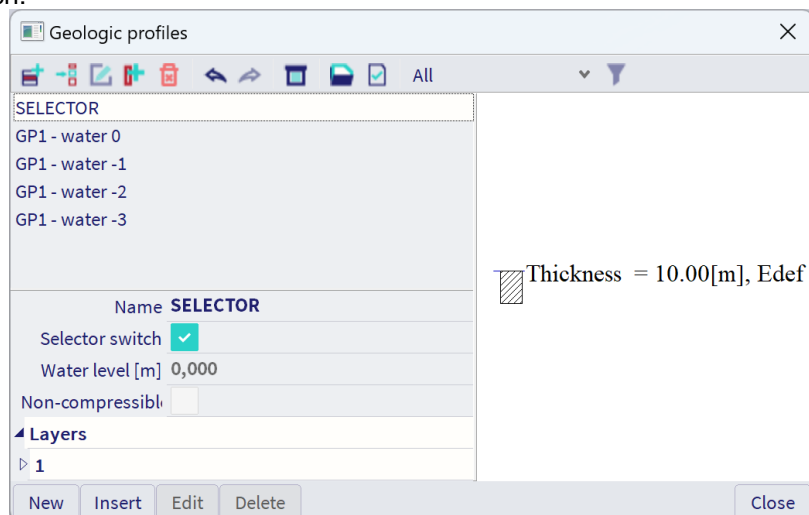 Geologic profiles
All
SELECTOR
GP1 - water 0
GP1 - water -1
GP1 - water -2
GP1 - water -3
Thickness = 10.00[m], Edef
Name SELECTOR
Selector switch
Water level [m] 0,000
Non-compressibl
Layers
1
New Insert Edit Delete Close